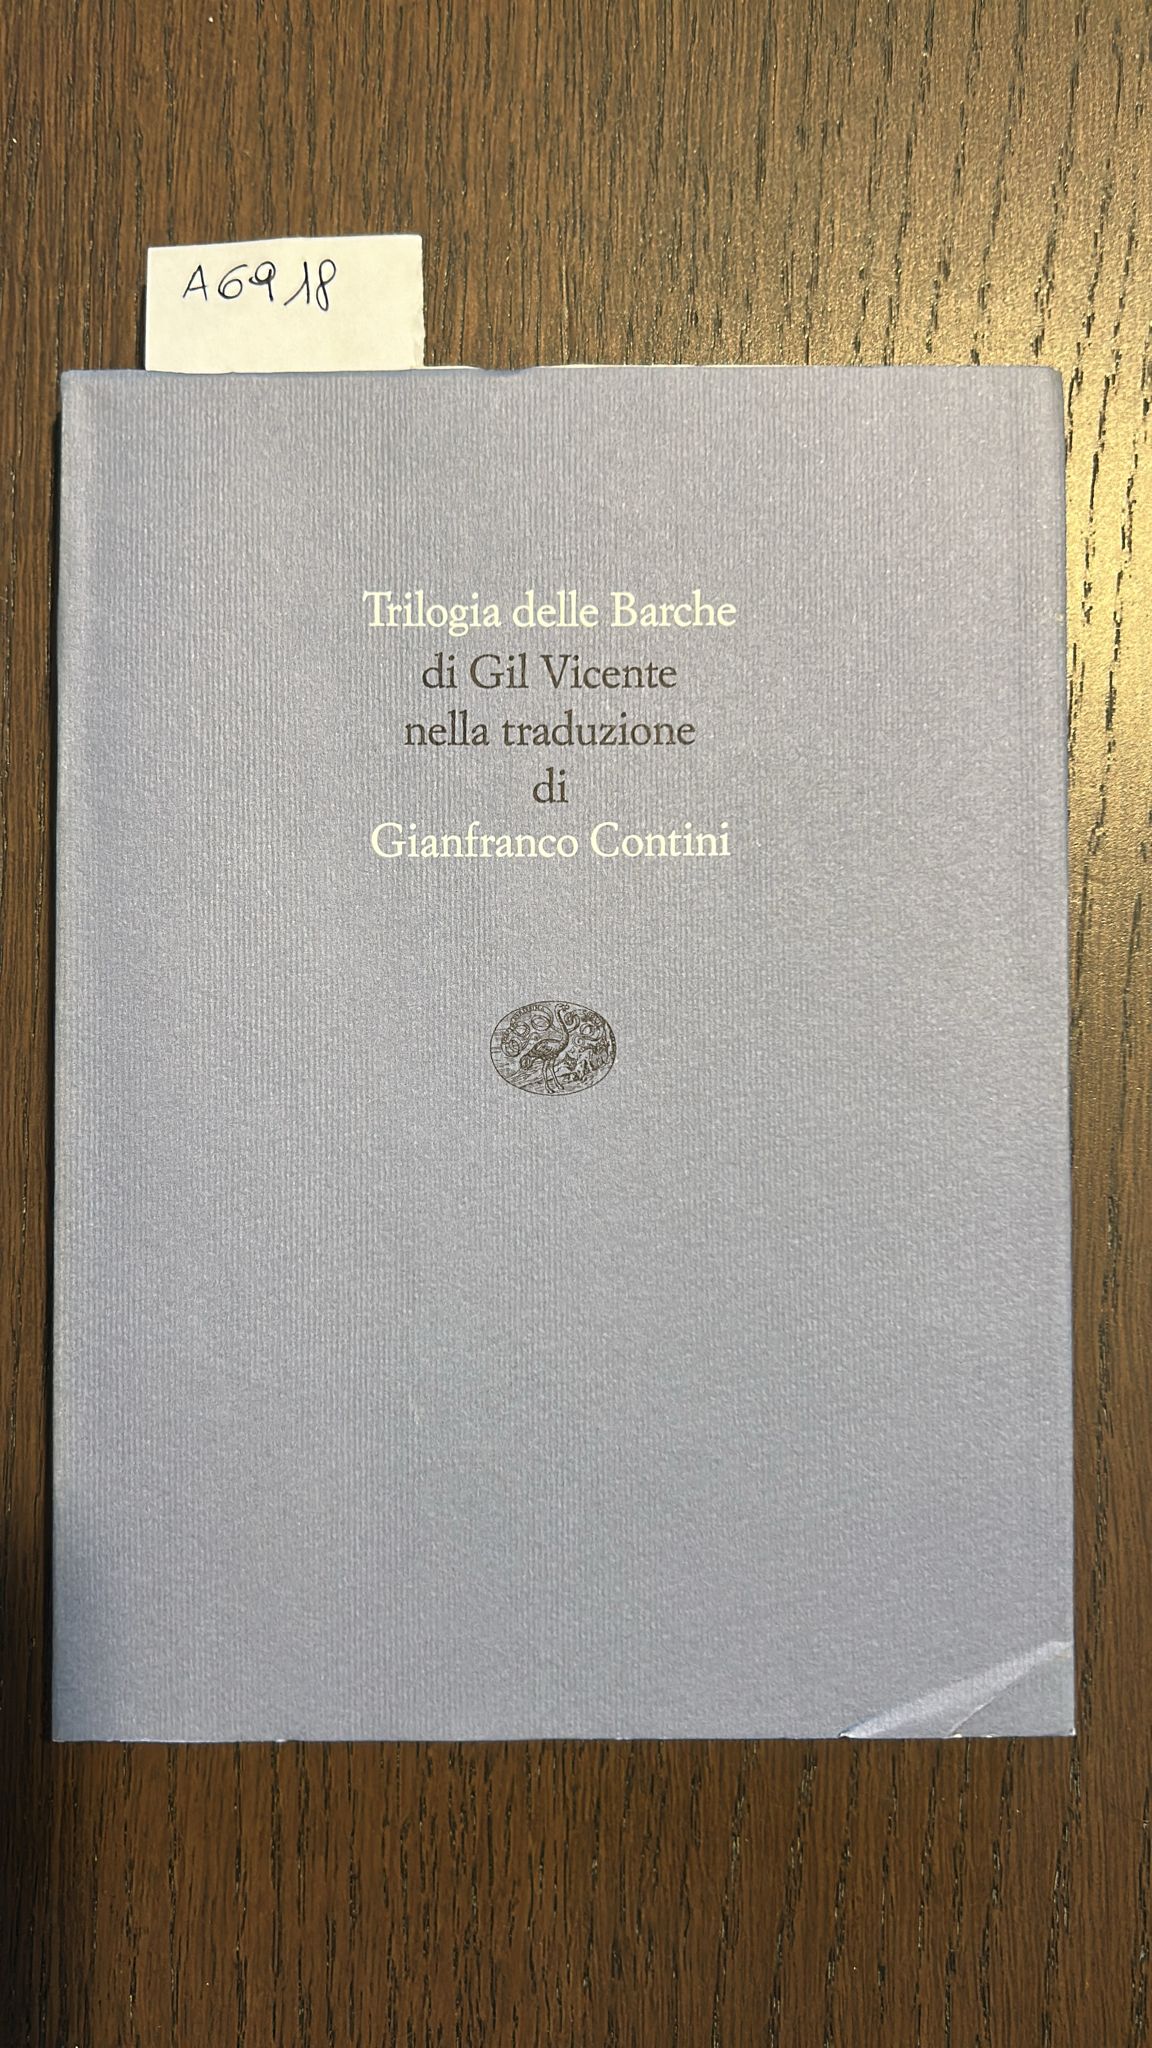 A6918
Trilogia delle Barche
di Gil Vicente
nella traduzione
di
Gianfranco Contini